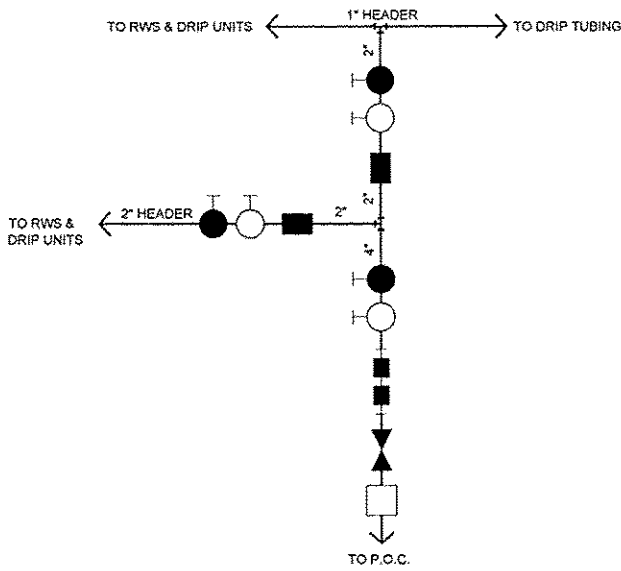 1" HEADER
TO RWS & DRIP UNITS
TO DRIP TUBING
2"
2"
TO RWS &
DRIP UNITS
2" HEADER
2"
4"
TO P.O.C.